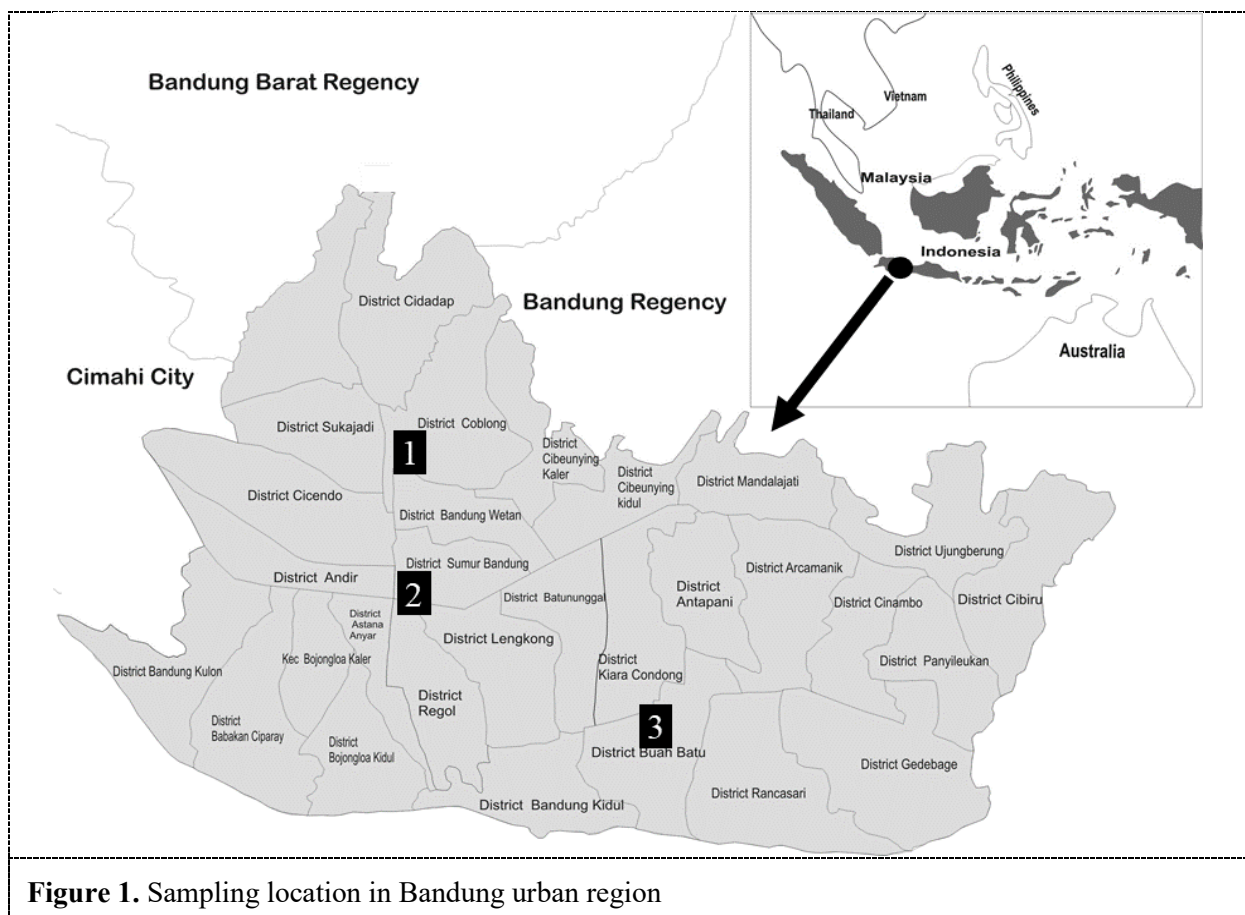 Bandung Barat Regency
Philippines
Vietnam
Thailand
Malaysia
Indonesia
Australia
Bandung Regency
Cimahi City
District Cidadap
District Sukajadi
District Coblong
1
District
Cibeunying
Kaler
District
Cibeunying
kidul
District Mandalajati
District Cicendo
District Bandung Wetan
District Ujungberung
District Sumur Bandung
District Andir
2
District Batununggal
District
Antapani
District Arcamanik
District Cinambo
District Cibiru
District
Astana
Anyar
District Lengkong
District Bandung Kulon
Kec Bojongloa Kaler
District
Kiara Condong
District Panyileukan
District
Regol
District
Babakan Ciparay
District
Bojongloa Kidul
3
District Buah Batu
District Gedebage
District Bandung Kidul
District Rancasari
Figure 1. Sampling location in Bandung urban region